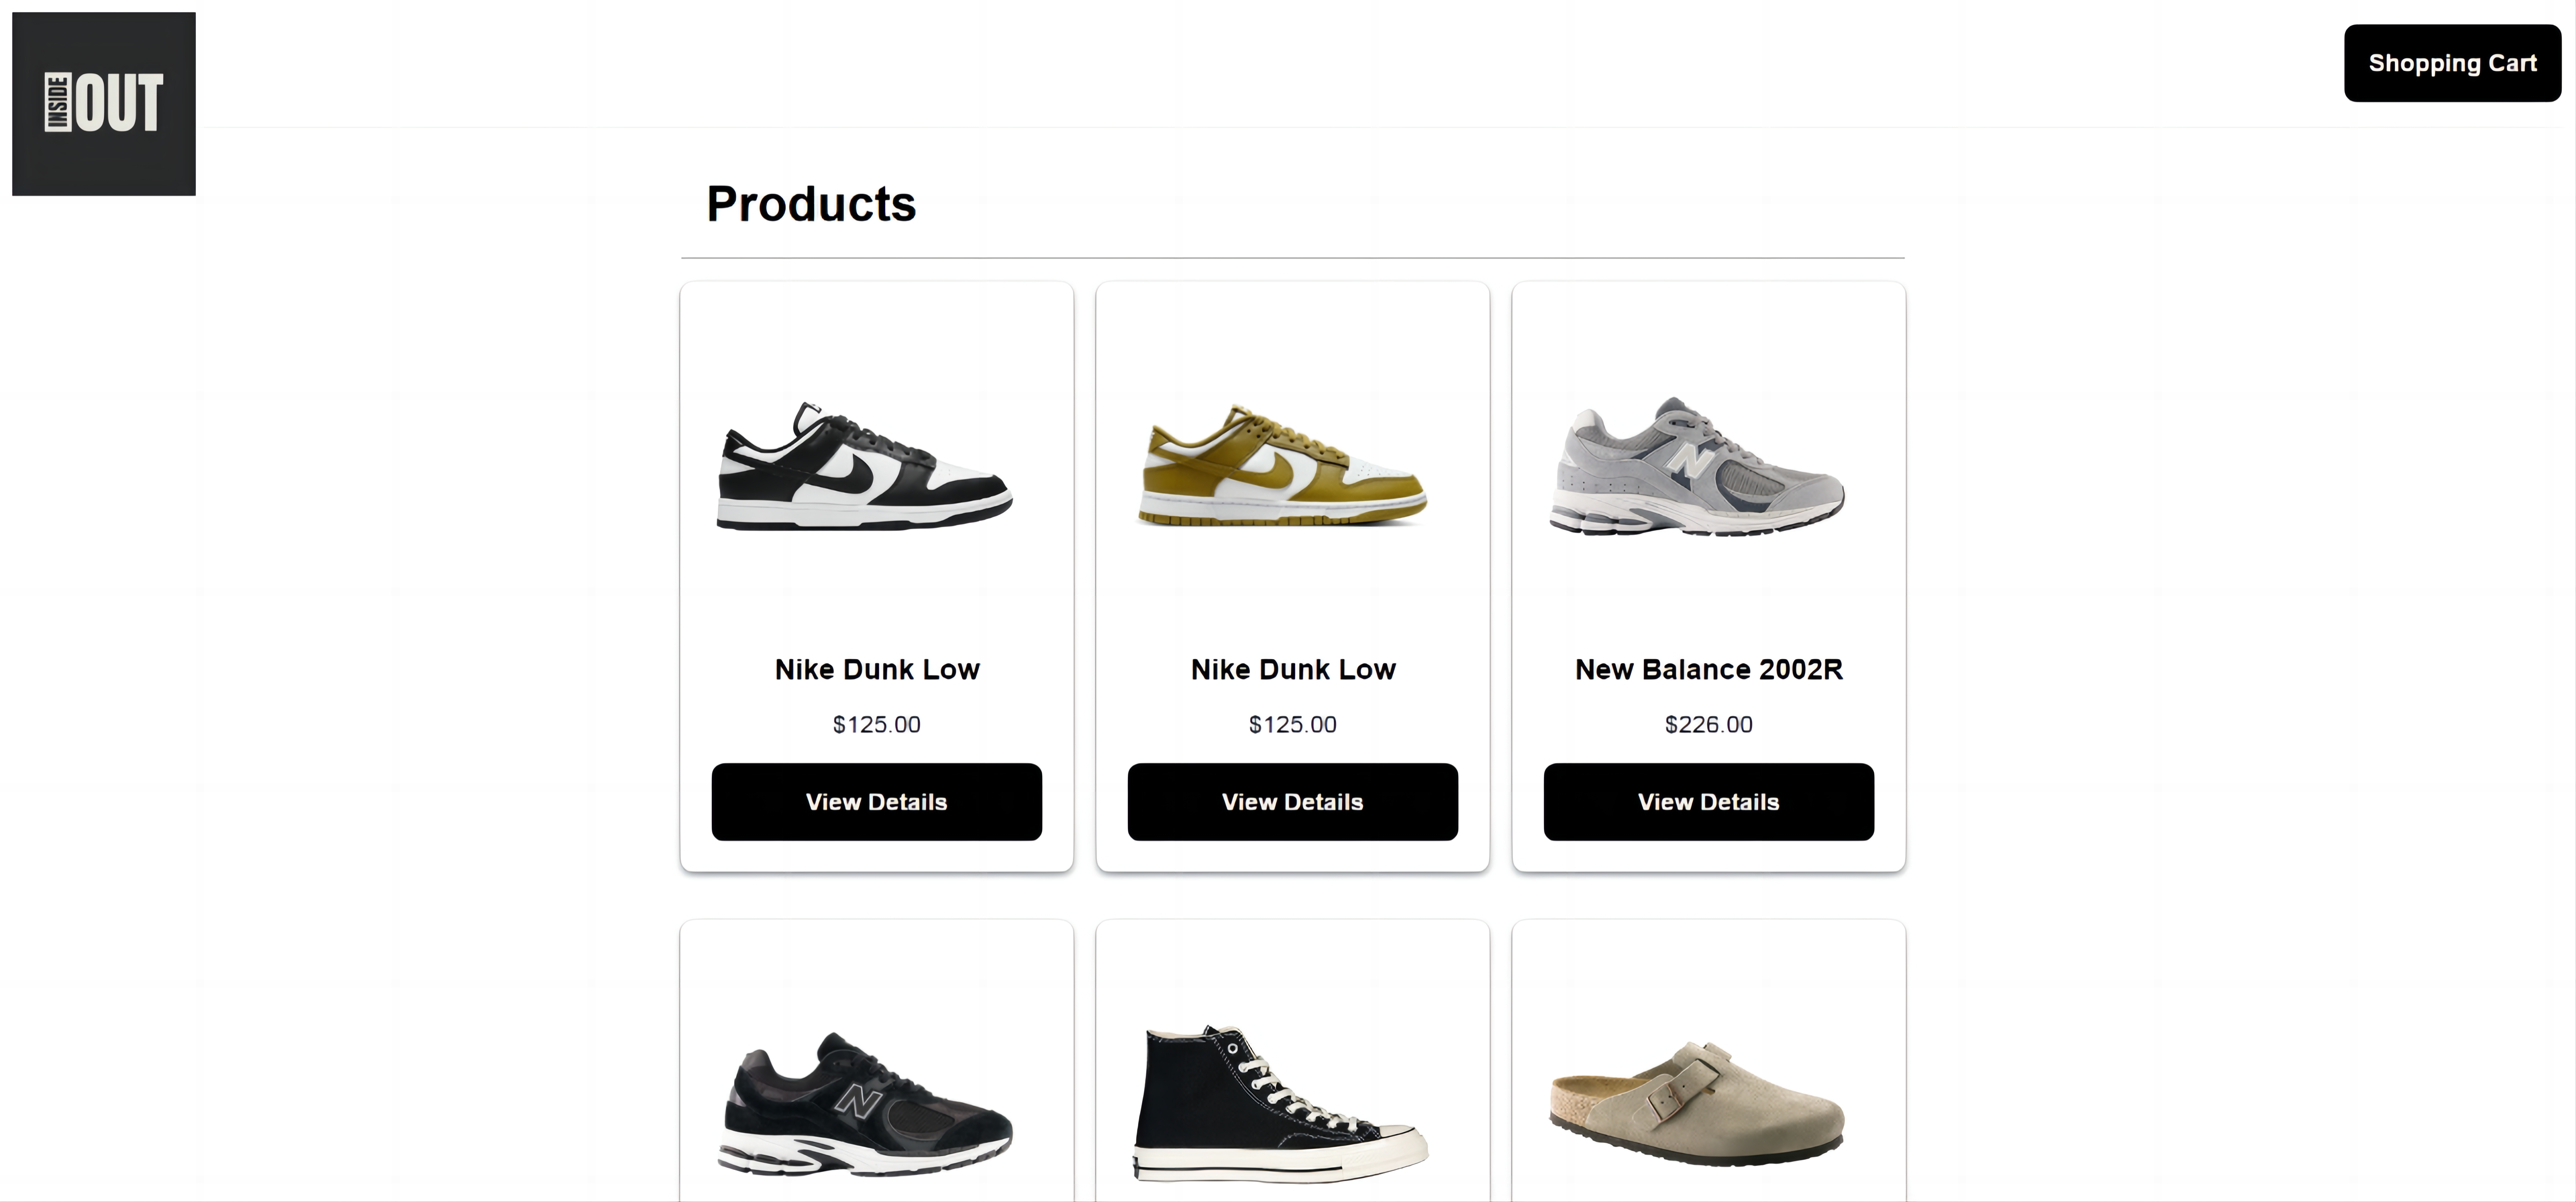 INSIDE OUT
Shopping Cart
Products
Nike Dunk Low
Nike Dunk Low
New Balance 2002R
$125.00
$125.00
$226.00
View Details
View Details
View Details